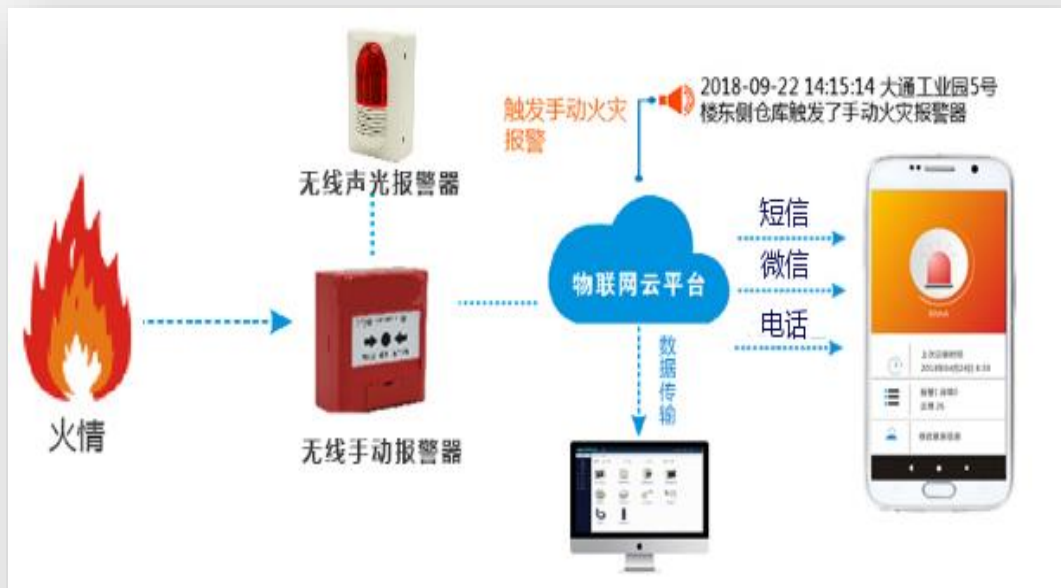 2018-09-22 14:15:14 大通工业园5号
楼东侧仓库触发了手动火灾报警器
触发手动火灾
报警
无线声光报警器
短信
微信
电话
物联网云平台
数据传输
火情
无线手动报警器